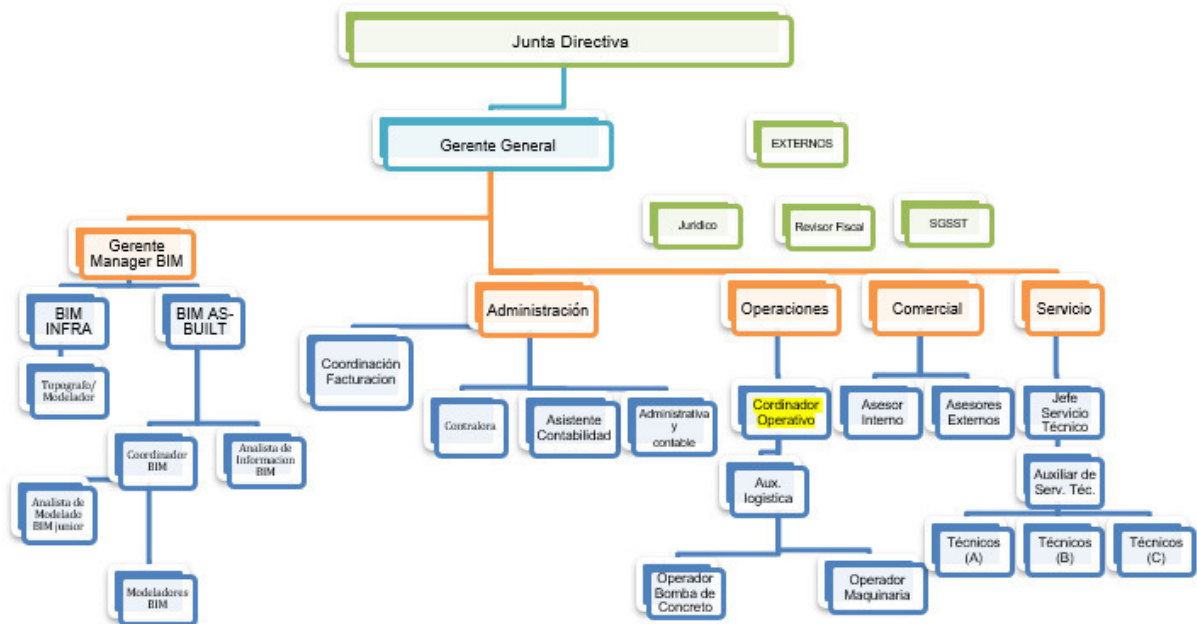 Junta Directiva
Gerente General
EXTERNOS
Jurídico
Revisor Fiscal
SGSST
Gerente
Manager BIM
BIM
INFRA
BIM AS-
BUILT
Administración
Operaciones
Comercial
Servicio
Topografo/
Modelador
Coordinación
Facturacion
Contralora
Asistente
Contabilidad
Administrativa
y
contable
Cordinador
Operativo
Asesor
Interno
Asesores
Externos
Jefe
Servicio
Técnico
Coordinador
BIM
Analista de
Informacion
BIM
Aux.
logistica
Auxiliar de
Serv. Téc.
Analista de
Modelado
BIM junior
Técnicos
(A)
Técnicos
(B)
Técnicos
(C)
Modeladores
BIM
Operador
Bomba de
Concreto
Operador
Maquinaria